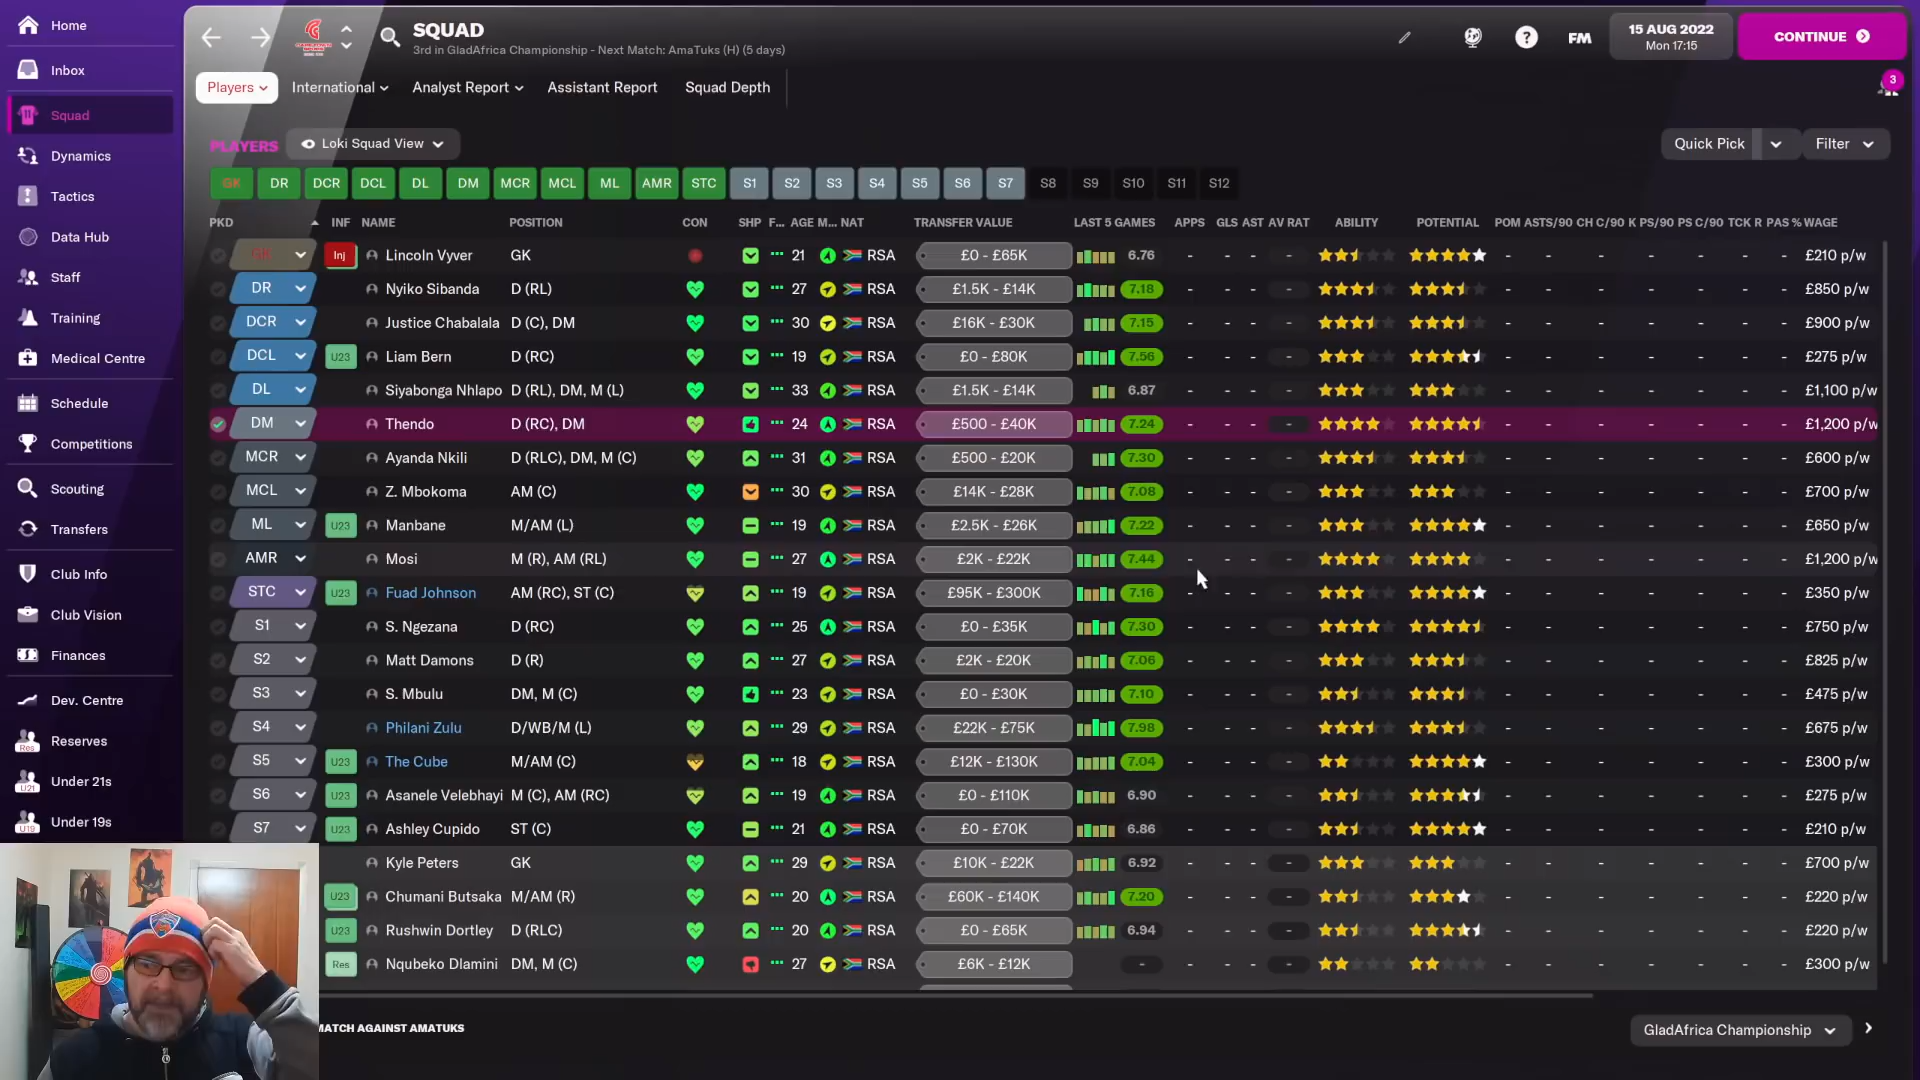 Home
Inbox
Squad
Dynamics
Tactics
Data Hub
Staff
Training
Medical Centre
Schedule
Competitions
Scouting
Transfers
Club Info
Club Vision
Finances
Dev. Centre
Reserves
Under 21s
Under 19s
SQUAD
3rd in GladAfrica Championship - Next Match: AmaTuks (H) (5 days)
FM
15 AUG 2022
Mon 17:15
CONTINUE
3
Players International Analyst Report Assistant Report Squad Depth
PLAYERS Loki Squad View Quick Pick Filter
GK DR DCR DCL DL DM MCR MCL ML AMR STC S1 S2 S3 S4 S5 S6 S7 S8 S9 S10 S11 S12
PKD INF NAME POSITION CON SHP F... AGE M... NAT TRANSFER VALUE LAST 5 GAMES APPS GLS AST AV RAT ABILITY POTENTIAL POM ASTS/90 CH C/90 K PS/90 PS C/90 TCK R PAS % WAGE
GK Inj Lincoln Vyver GK 21 RSA £0 - £65K 6.76 - - - - - - - - - - - £210 p/w
DR Nyiko Sibanda D (RL) 27 RSA £1.5K - £14K 7.18 - - - - - - - - - - - £850 p/w
DCR Justice Chabalala D (C), DM 30 RSA £16K - £30K 7.15 - - - - - - - - - - - £900 p/w
DCL U23 Liam Bern D (RC) 19 RSA £0 - £80K 7.56 - - - - - - - - - - - £275 p/w
DL Siyabonga Nhlapo D (RL), DM, M (L) 33 RSA £1.5K - £14K 6.87 - - - - - - - - - - - £1,100 p/w
DM Thendo D (RC), DM 24 RSA £500 - £40K 7.24 - - - - - - - - - - - £1,200 p/w
MCR Ayanda Nkili D (RLC), DM, M (C) 31 RSA £500 - £20K 7.30 - - - - - - - - - - - £600 p/w
MCL Z. Mbokoma AM (C) 30 RSA £14K - £28K 7.08 - - - - - - - - - - - £700 p/w
ML U23 Manbane M/AM (L) 19 RSA £2.5K - £26K 7.22 - - - - - - - - - - - £650 p/w
AMR Mosi M (R), AM (RL) 27 RSA £2K - £22K 7.44 - - - - - - - - - - - £1,200 p/w
STC U23 Fuad Johnson AM (RC), ST (C) 19 RSA £95K - £300K 7.16 - - - - - - - - - - - £350 p/w
S1 S. Ngezana D (RC) 25 RSA £0 - £35K 7.30 - - - - - - - - - - - £750 p/w
S2 Matt Damons D (R) 27 RSA £2K - £20K 7.06 - - - - - - - - - - - £825 p/w
S3 S. Mbulu DM, M (C) 23 RSA £0 - £30K 7.10 - - - - - - - - - - - £475 p/w
S4 Philani Zulu D/WB/M (L) 29 RSA £22K - £75K 7.98 - - - - - - - - - - - £675 p/w
S5 U23 The Cube M/AM (C) 18 RSA £12K - £130K 7.04 - - - - - - - - - - - £300 p/w
S6 U23 Asanele Velebhayi M (C), AM (RC) 19 RSA £0 - £110K 6.90 - - - - - - - - - - - £275 p/w
S7 U23 Ashley Cupido ST (C) 21 RSA £0 - £70K 6.86 - - - - - - - - - - - £210 p/w
Kyle Peters GK 29 RSA £10K - £22K 6.92 - - - - - - - - - - - £700 p/w
U23 Chumani Butsaka M/AM (R) 20 RSA £60K - £140K 7.20 - - - - - - - - - - - £220 p/w
U23 Rushwin Dortley D (RLC) 20 RSA £0 - £65K 6.94 - - - - - - - - - - - £220 p/w
Res Nqubeko Dlamini DM, M (C) 27 RSA £6K - £12K - - - - - - - - - - - - £300 p/w
MATCH AGAINST AMATUKS
GladAfrica Championship